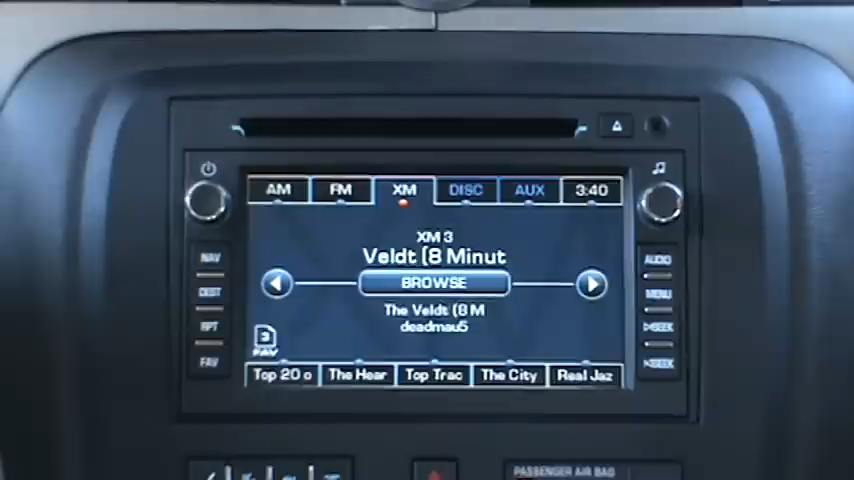 AM FM XM DISC AUX 3:40
XM 3
Veldt (8 Minut
BROWSE
The Veldt (8 M
deadmau5
3
FAV
Top 20 o The Hear Top Trac The City Real Jaz
NAV
DEST
RPT
FAV
AUDIO
MENU
SEEK
SEEK
PASSENGER AIR BAG